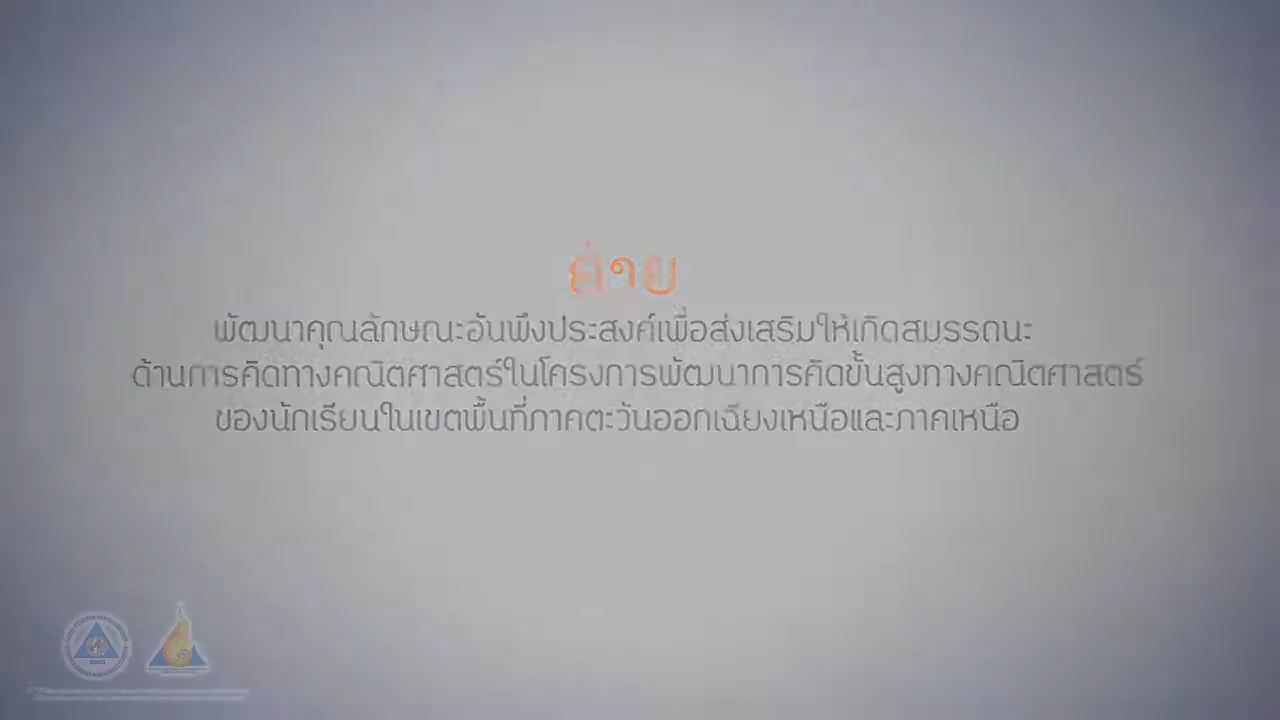 ค่าย
พัฒนาคุณลักษณะอันพึงประสงค์เพื่อส่งเสริมให้เกิดสมรรถนะ
ด้านการคิดทางคณิตศาสตร์ในโครงการพัฒนาการคิดขั้นสูงทางคณิตศาสตร์
ของนักเรียนในเขตพื้นที่ภาคตะวันออกเฉียงเหนือและภาคเหนือ
2003